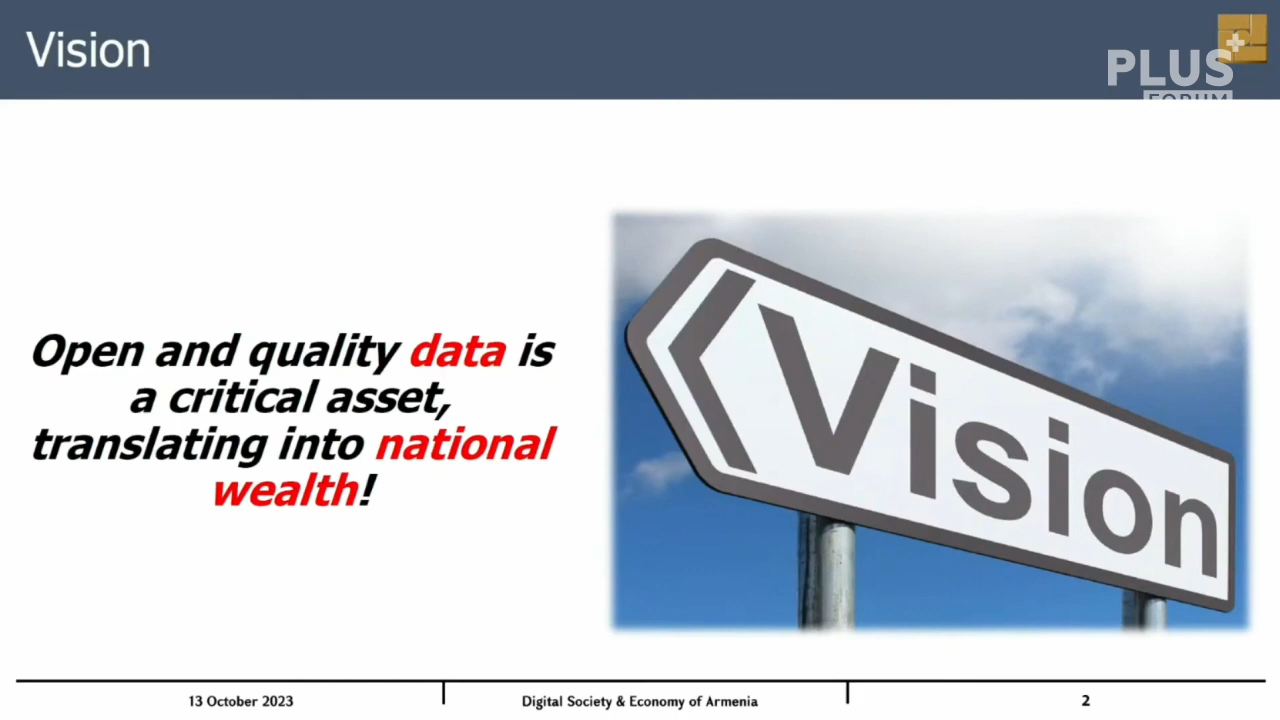 Vision
PLUS+
FORUM
Open and quality data is
a critical asset,
translating into national
wealth!
Vision
13 October 2023
Digital Society & Economy of Armenia
2